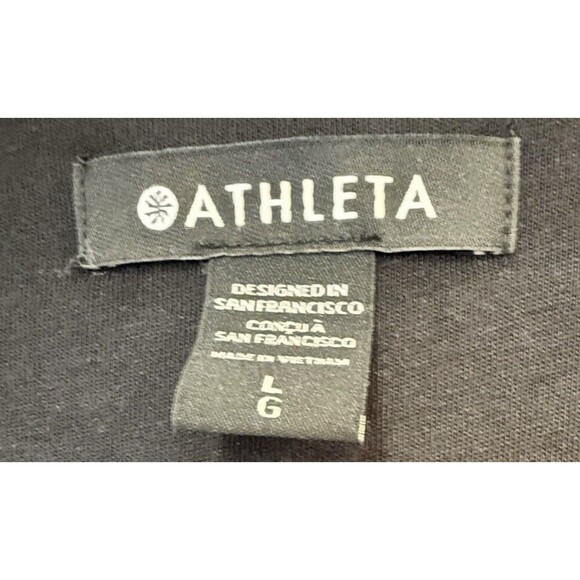 ATHLETA
DESIGNED IN
SAN FRANCISCO
CONÇU À
SAN FRANCISCO
MADE IN VIETNAM
L
G